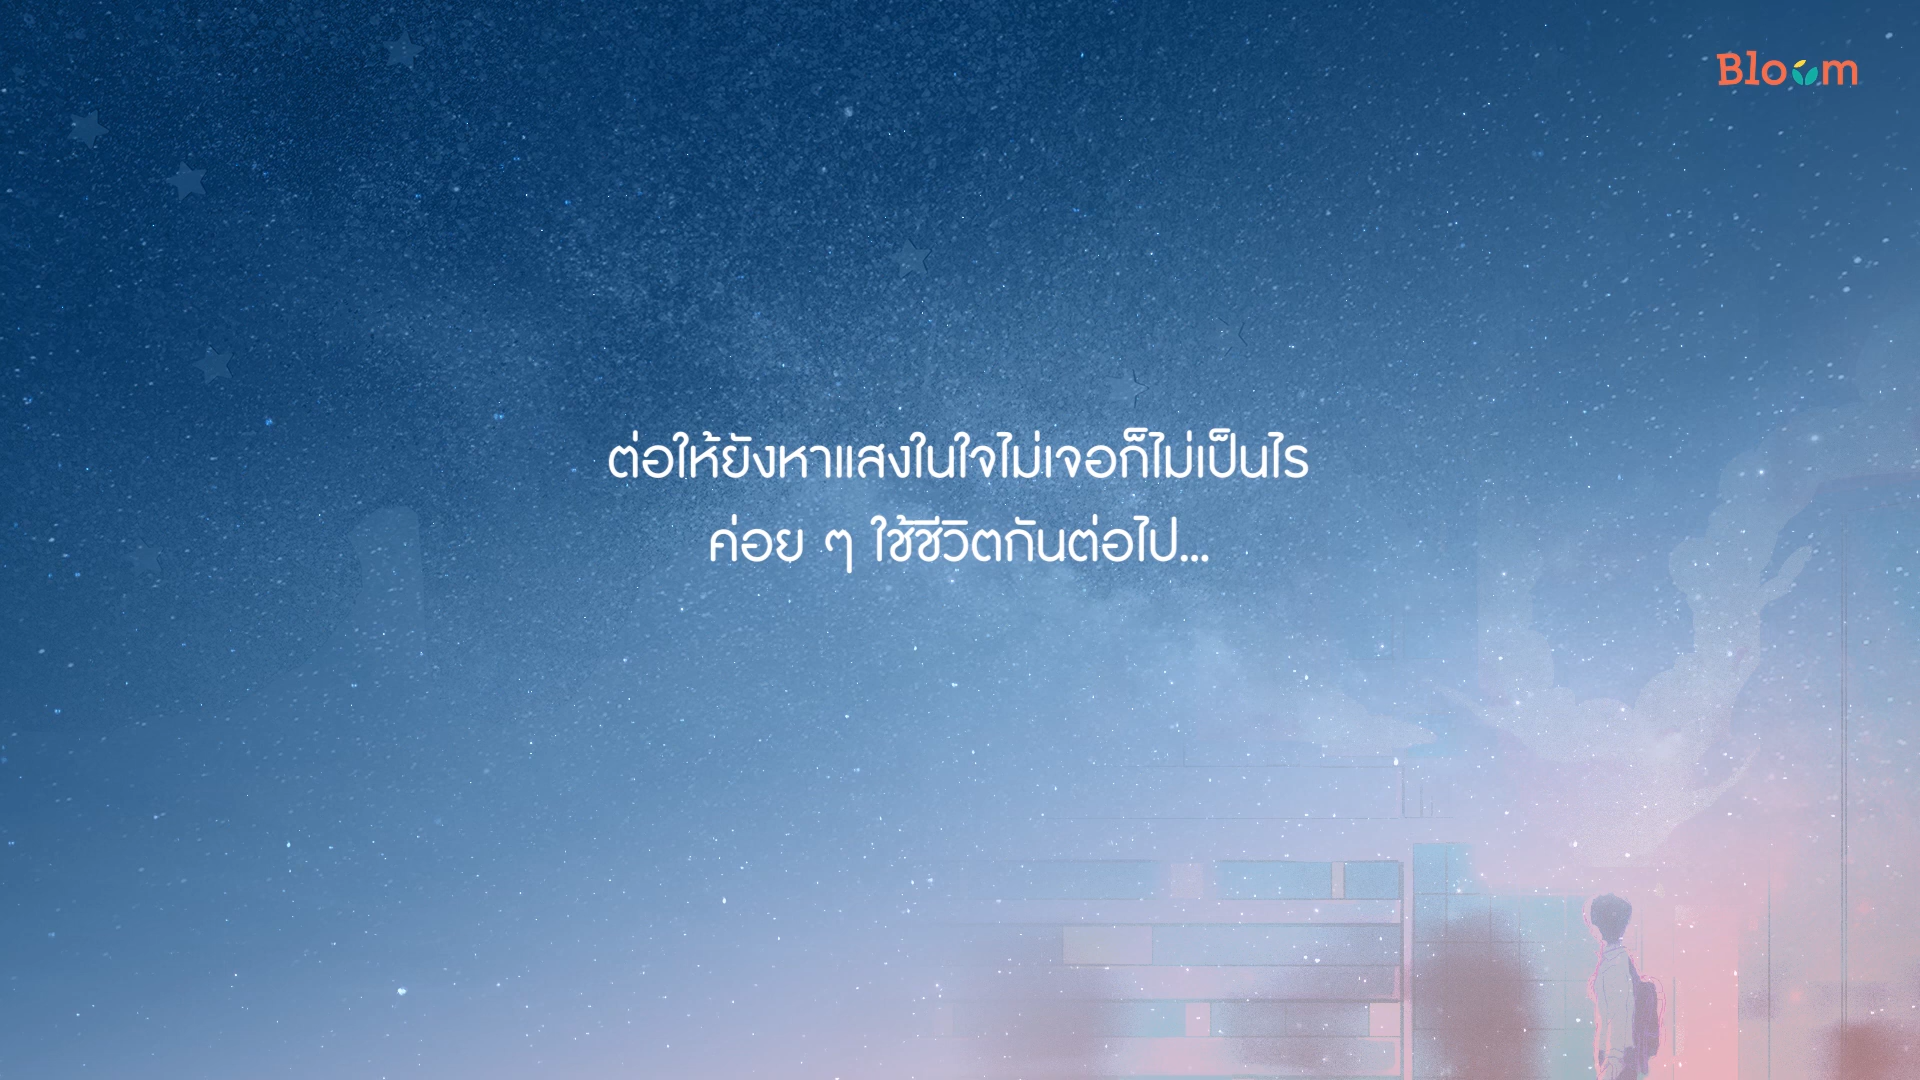 Bloom
ต่อให้ยังหาแสงในใจไม่เจอก็ไม่เป็นไร
ค่อย ๆ ใช้ชีวิตกันต่อไป...